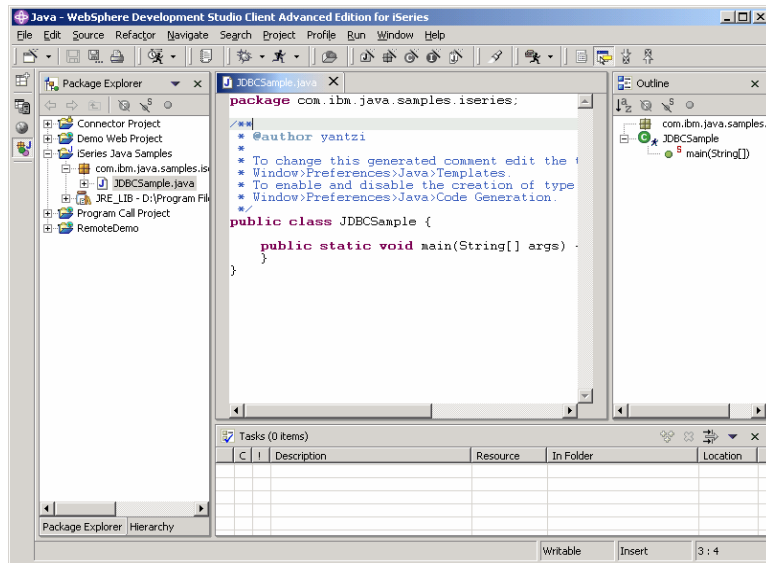 Java - WebSphere Development Studio Client Advanced Edition for iSeries
File Edit Source Refactor Navigate Search Project Profile Run Window Help
Package Explorer
Connector Project
Demo Web Project
iSeries Java Samples
com.ibm.java.samples.ise
JDBCSample.java
JRE_LIB - D:\Program File
Program Call Project
RemoteDemo
Package Explorer Hierarchy
JDBCSample.java
package com.ibm.java.samples.iseries;
/**
* @author yantzi
*
* To change this generated comment edit the t
* Window>Preferences>Java>Templates.
* To enable and disable the creation of type
* Window>Preferences>Java>Code Generation.
*/
public class JDBCSample {
public static void main(String[] args)
}
}
Outline
com.ibm.java.samples.
JDBCSample
main(String[])
Tasks (0 items)
C ! Description Resource In Folder Location
Writable Insert 3 : 4